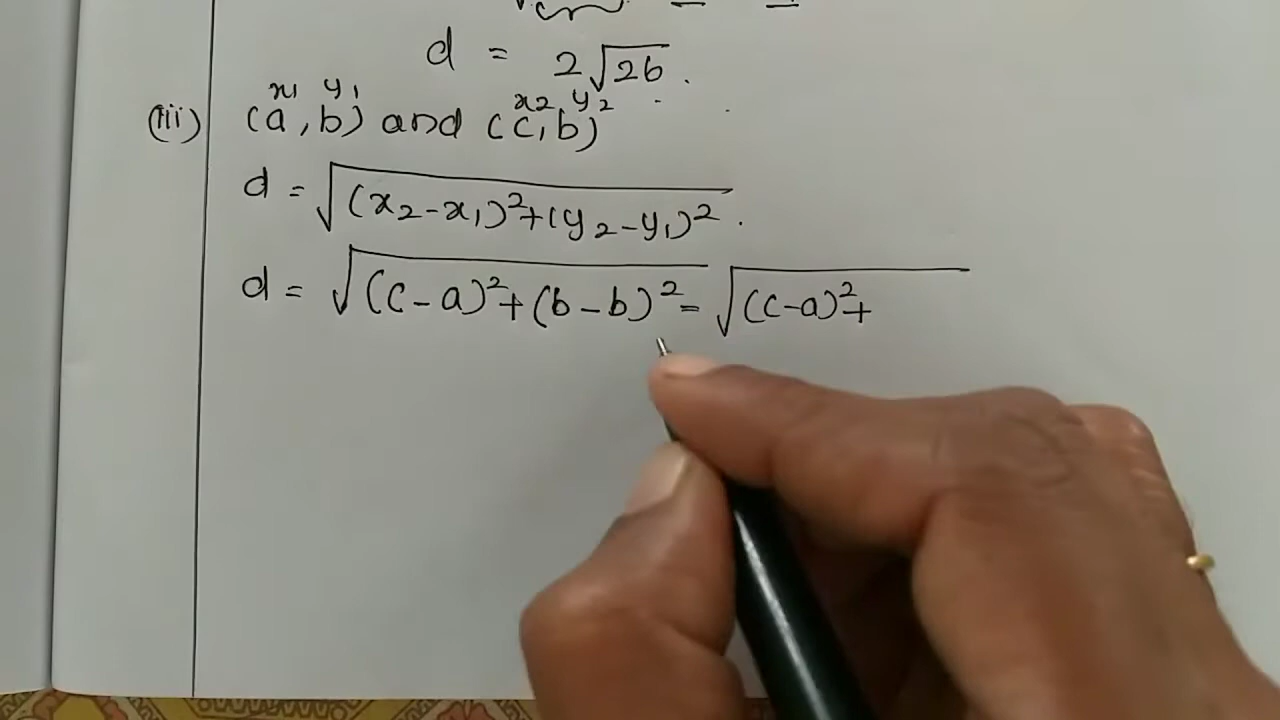 d = 2√26.
x1 y1 x2 y2
(iii) (a, b) and (c, b)
d = √(x2-x1)²+(y2-y1)².
d = √(c-a)²+(b-b)² = √(c-a)²+